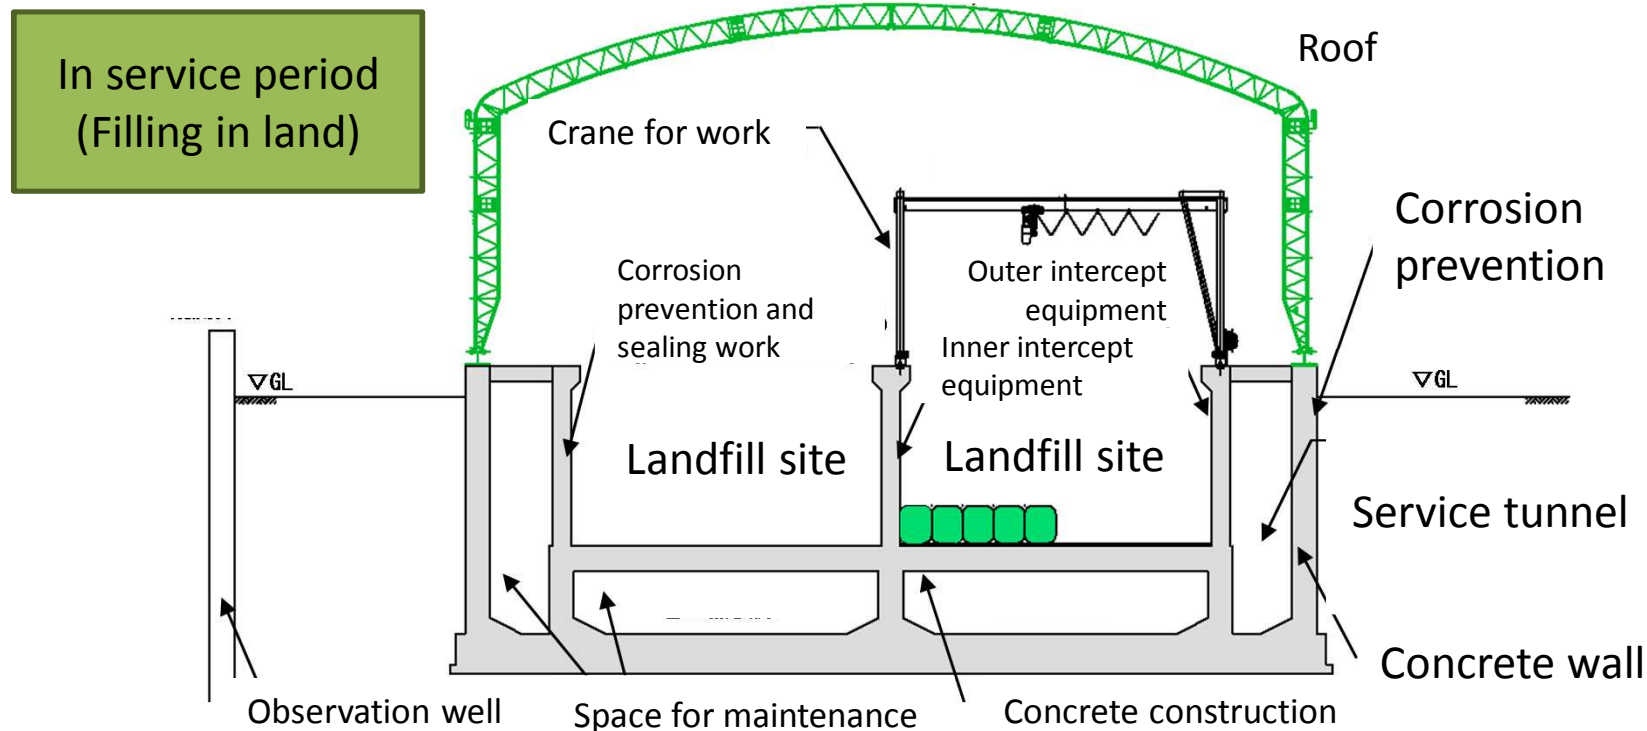 In service period
(Filling in land)
Roof
Crane for work
Corrosion
prevention
Corrosion
prevention and
sealing work
Outer intercept
equipment
Inner intercept
equipment
▽GL
▽GL
Landfill site
Landfill site
Service tunnel
Concrete wall
Observation well
Space for maintenance
Concrete construction